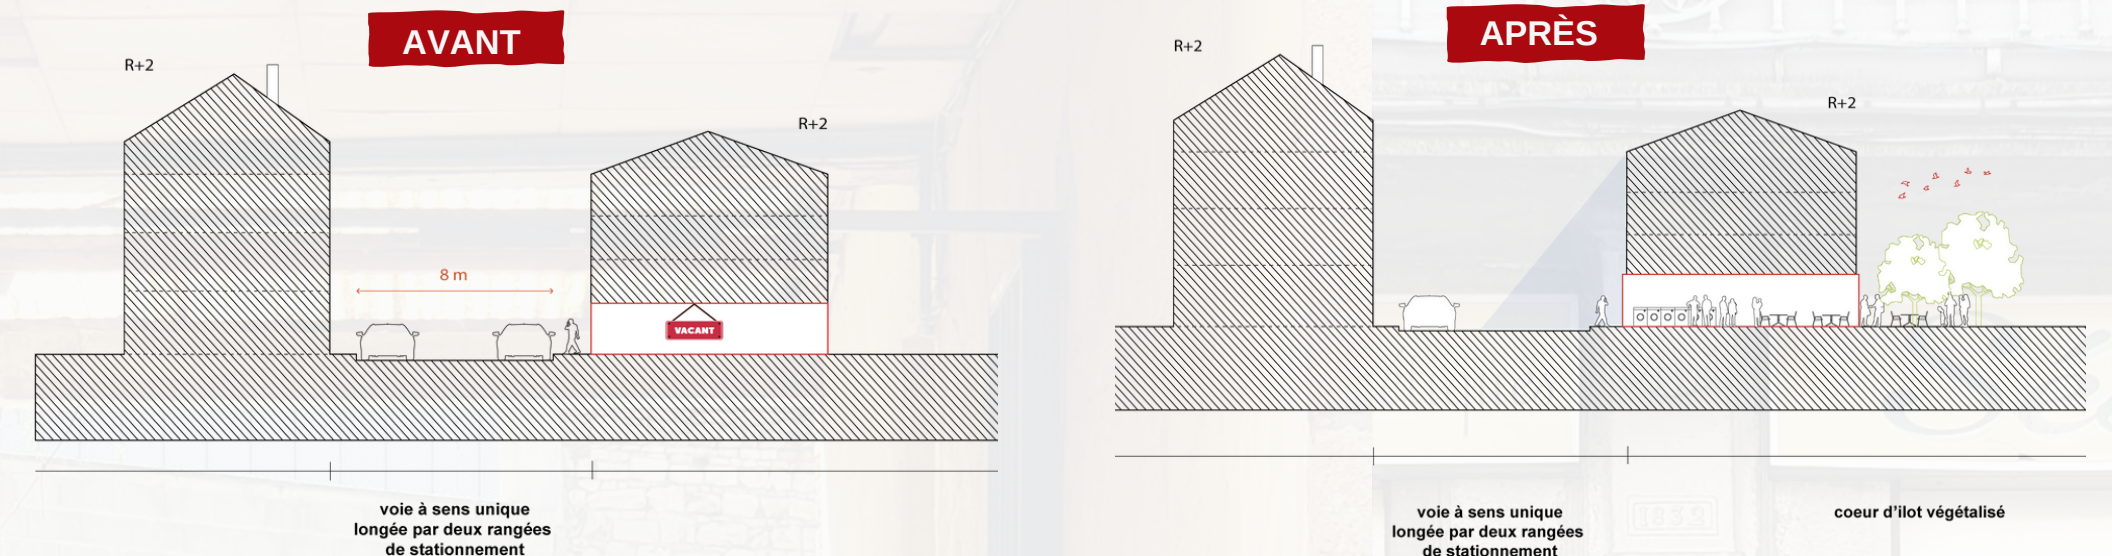 AVANT
R+2
R+2
8 m
VACANT
voie à sens unique
longée par deux rangées
de stationnement
APRÈS
R+2
R+2
voie à sens unique
longée par deux rangées
de stationnement
coeur d'ilot végétalisé
1832